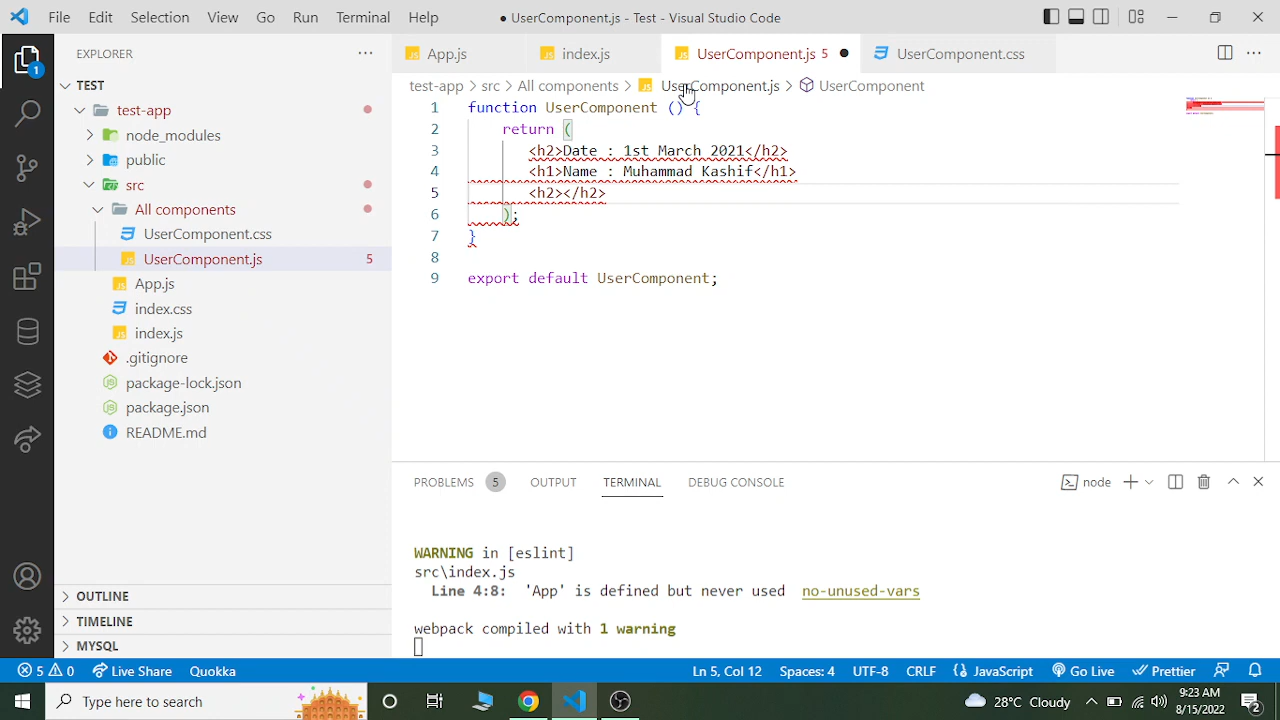 File Edit Selection View Go Run Terminal Help
● UserComponent.js - Test - Visual Studio Code
EXPLORER
TEST
test-app
node_modules
public
src
All components
UserComponent.css
UserComponent.js 5
App.js
index.css
index.js
.gitignore
package-lock.json
package.json
README.md
OUTLINE
TIMELINE
MYSQL
1
App.js
index.js
UserComponent.js 5
UserComponent.css
test-app > src > All components > UserComponent.js > UserComponent
1 function UserComponent () {
2 return (
3 <h2>Date : 1st March 2021</h2>
4 <h1>Name : Muhammad Kashif</h1>
5 <h2></h2>
6 );
7 }
8
9 export default UserComponent;
PROBLEMS 5 OUTPUT TERMINAL DEBUG CONSOLE
node
WARNING in [eslint]
src\index.js
Line 4:8: 'App' is defined but never used no-unused-vars
webpack compiled with 1 warning
5 0 Live Share Quokka
Ln 5, Col 12 Spaces: 4 UTF-8 CRLF JavaScript Go Live Prettier
Type here to search
28°C Cloudy
9:23 AM
8/15/2022
2